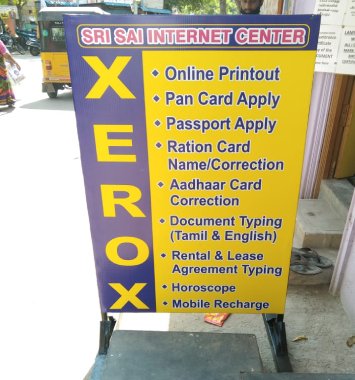 SRI SAI INTERNET CENTER
XEROX
• Online Printout
• Pan Card Apply
• Passport Apply
• Ration Card
Name/Correction
• Aadhaar Card
Correction
• Document Typing
(Tamil & English)
• Rental & Lease
Agreement Typing
• Horoscope
• Mobile Recharge